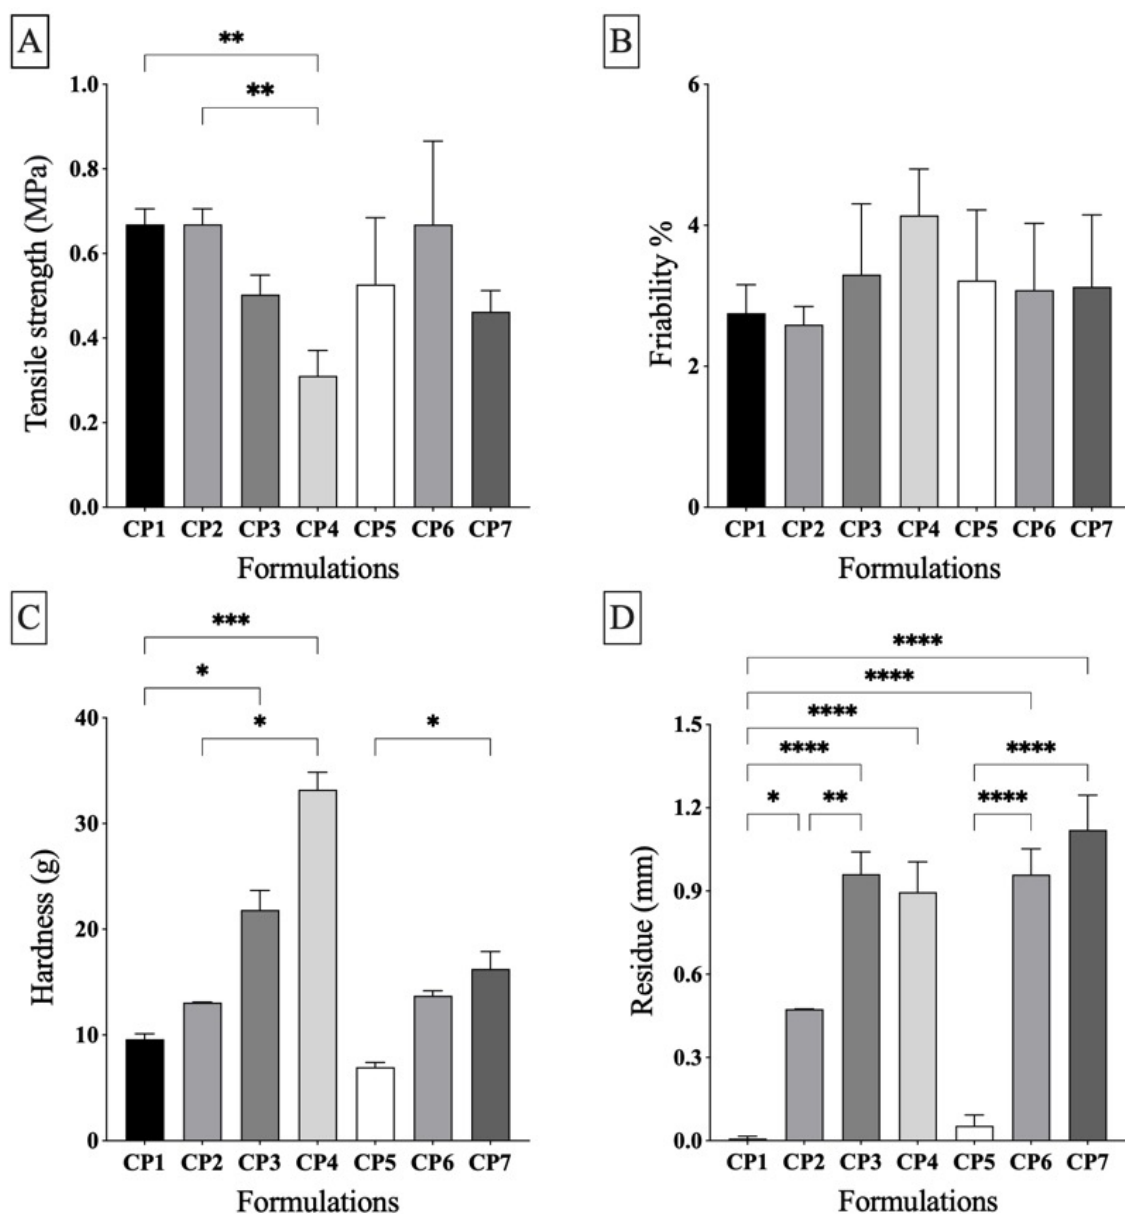 A
**
**
Tensile strength (MPa)
1.0
0.8
0.6
0.4
0.2
0.0
CP1 CP2 CP3 CP4 CP5 CP6 CP7
Formulations
B
Friability %
6
4
2
0
CP1 CP2 CP3 CP4 CP5 CP6 CP7
Formulations
C
***
*
* *
Hardness (g)
40
30
20
10
0
CP1 CP2 CP3 CP4 CP5 CP6 CP7
Formulations
D
****
****
****
**** ****
* ** ****
Residue (mm)
1.5
1.2
0.9
0.6
0.3
0.0
CP1 CP2 CP3 CP4 CP5 CP6 CP7
Formulations